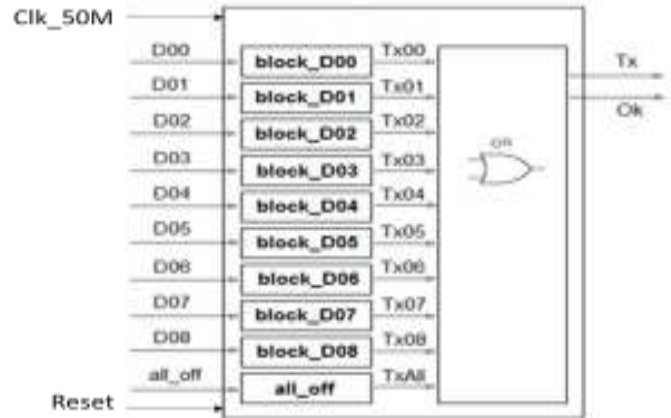 Clk_50M
D00 block_D00 Tx00
D01 block_D01 Tx01
D02 block_D02 Tx02
D03 block_D03 Tx03
D04 block_D04 Tx04
D05 block_D05 Tx05
D06 block_D06 Tx06
D07 block_D07 Tx07
D08 block_D08 Tx08
all_off all_off TxAll
Reset
OR
Tx
Ok